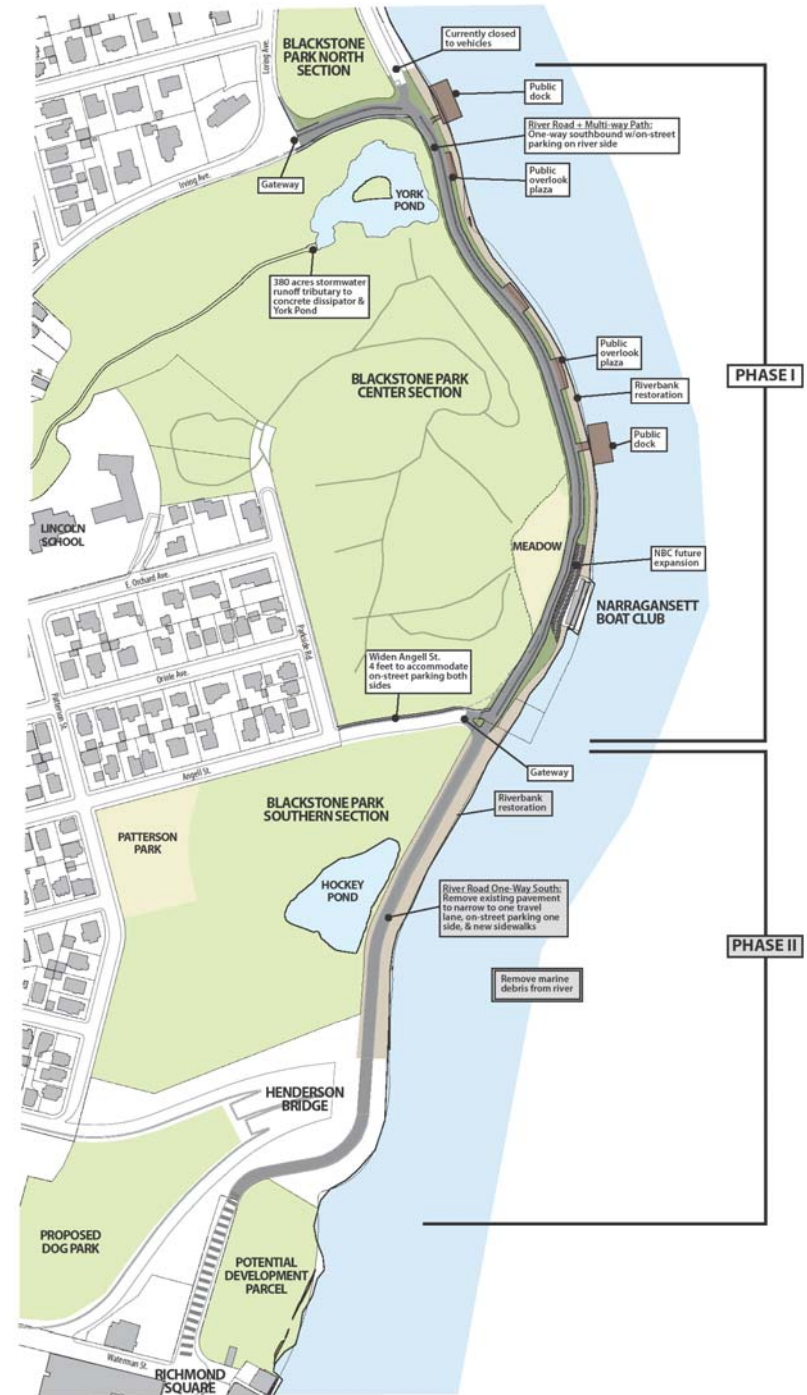 BLACKSTONE
PARK NORTH
SECTION
Loring Ave.
Currently closed
to vehicles
Public
dock
River Road + Multi-way Path:
One-way southbound w/on-street
parking on river side
Gateway
Irving Ave.
YORK
POND
Public
overlook
plaza
380 acres stormwater
runoff tributary to
concrete dissipator &
York Pond
BLACKSTONE PARK
CENTER SECTION
Public
overlook
plaza
Riverbank
restoration
PHASE I
Public
dock
LINCOLN
SCHOOL
MEADOW
NBC future
expansion
E. Orchard Ave.
NARRAGANSETT
BOAT CLUB
Parkside Rd.
Oriole Ave.
Widen Angell St.
4 feet to accommodate
on-street parking both
sides
Patterson St.
Angell St.
Gateway
BLACKSTONE PARK
SOUTHERN SECTION
Riverbank
restoration
PATTERSON
PARK
HOCKEY
POND
River Road One-Way South:
Remove existing pavement
to narrow to one travel
lane, on-street parking one
side, & new sidewalks
PHASE II
Remove marine
debris from river
HENDERSON
BRIDGE
PROPOSED
DOG PARK
POTENTIAL
DEVELOPMENT
PARCEL
Waterman St.
RICHMOND
SQUARE